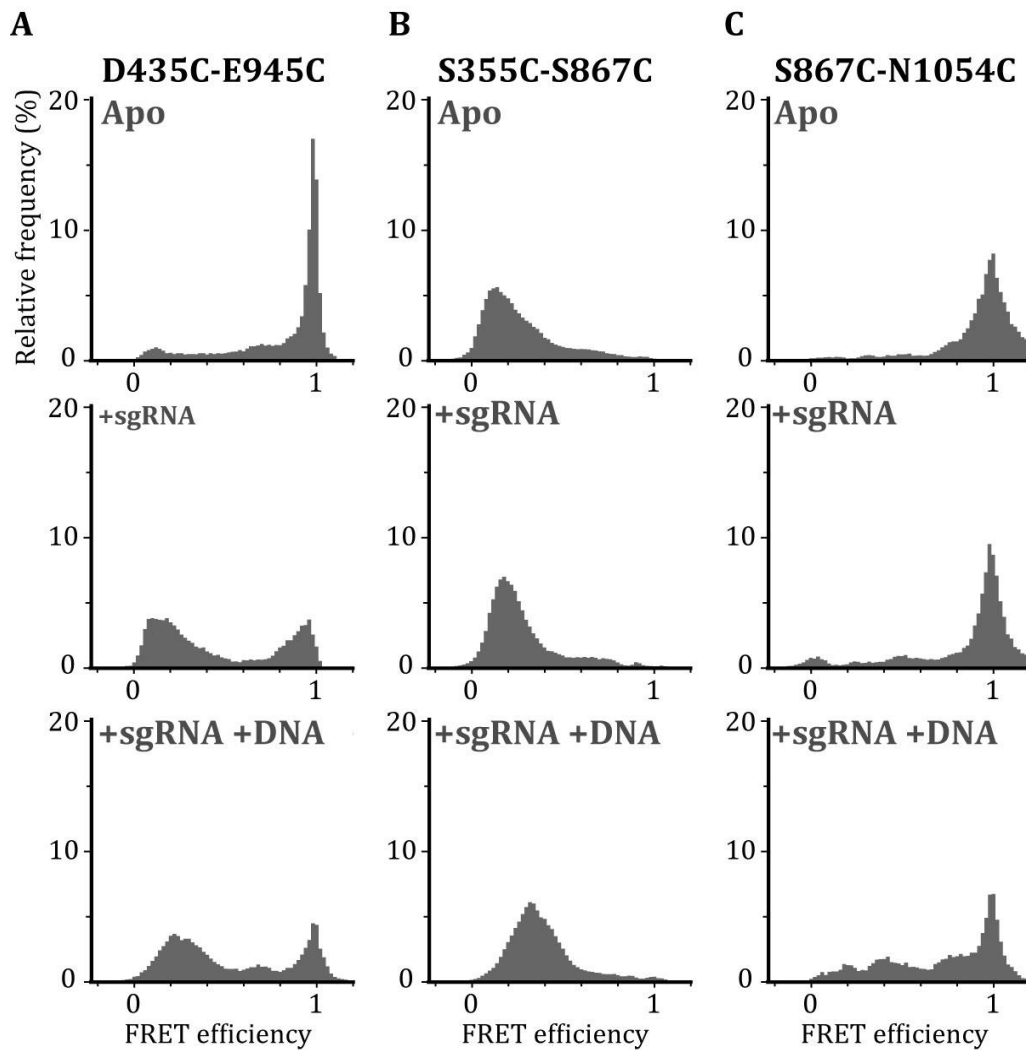 A
B
C
D435C-E945C
S355C-S867C
S867C-N1054C
Relative frequency (%)
20
10
0
Apo
0
1
20
10
0
Apo
0
1
20
10
0
Apo
0
1
20
10
0
+sgRNA
0
1
20
10
0
+sgRNA
0
1
20
10
0
+sgRNA
0
1
20
10
0
+sgRNA +DNA
0
1
FRET efficiency
20
10
0
+sgRNA +DNA
0
1
FRET efficiency
20
10
0
+sgRNA +DNA
0
1
FRET efficiency